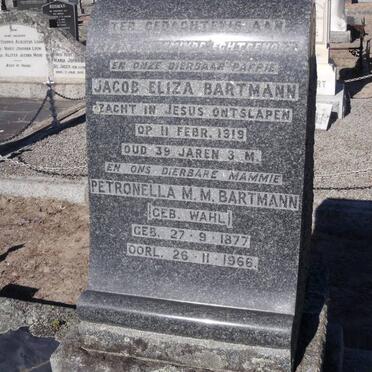 TER GEDACHTENIS AAN
EN ONZE DIERBAAR PAPPIE
JACOB ELIZA BARTMANN
ZACHT IN JESUS ONTSLAPEN
OP 11 FEBR. 1919
OUD 39 JAREN 3 M.
EN ONS DIERBARE MAMMIE
PETRONELLA M. M. BARTMANN
[GEB. WAHL]
GEB. 27-9-1877
OORL. 26-11-1966